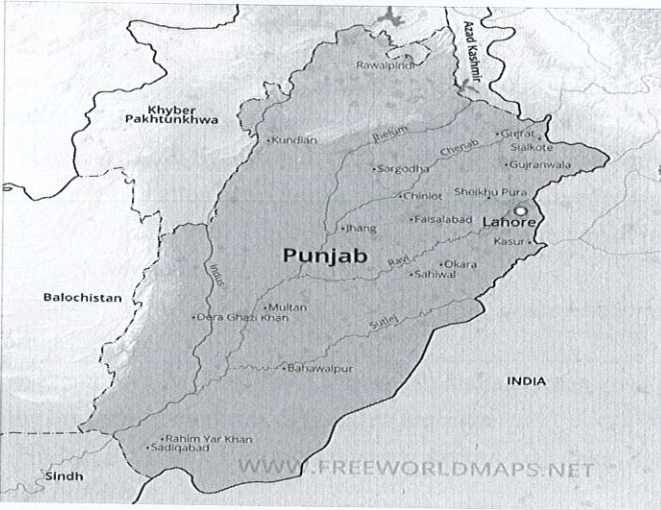 Azad Kashmir
Rawalpindi
Khyber
Pakhtunkhwa
Kundian
Jhelum
Chenab
Gujrat
Sialkote
Sargodha
Gujranwala
Chiniot
Sheikhu Pura
Jhang
Faisalabad
Lahore
Kasur
Punjab
Ravi
Okara
Sahiwal
Indus
Balochistan
Multan
Dera Ghazi Khan
Sutlej
Bahawalpur
INDIA
Rahim Yar Khan
Sadiqabad
WWW.FREEWORLDMAPS.NET
Sindh